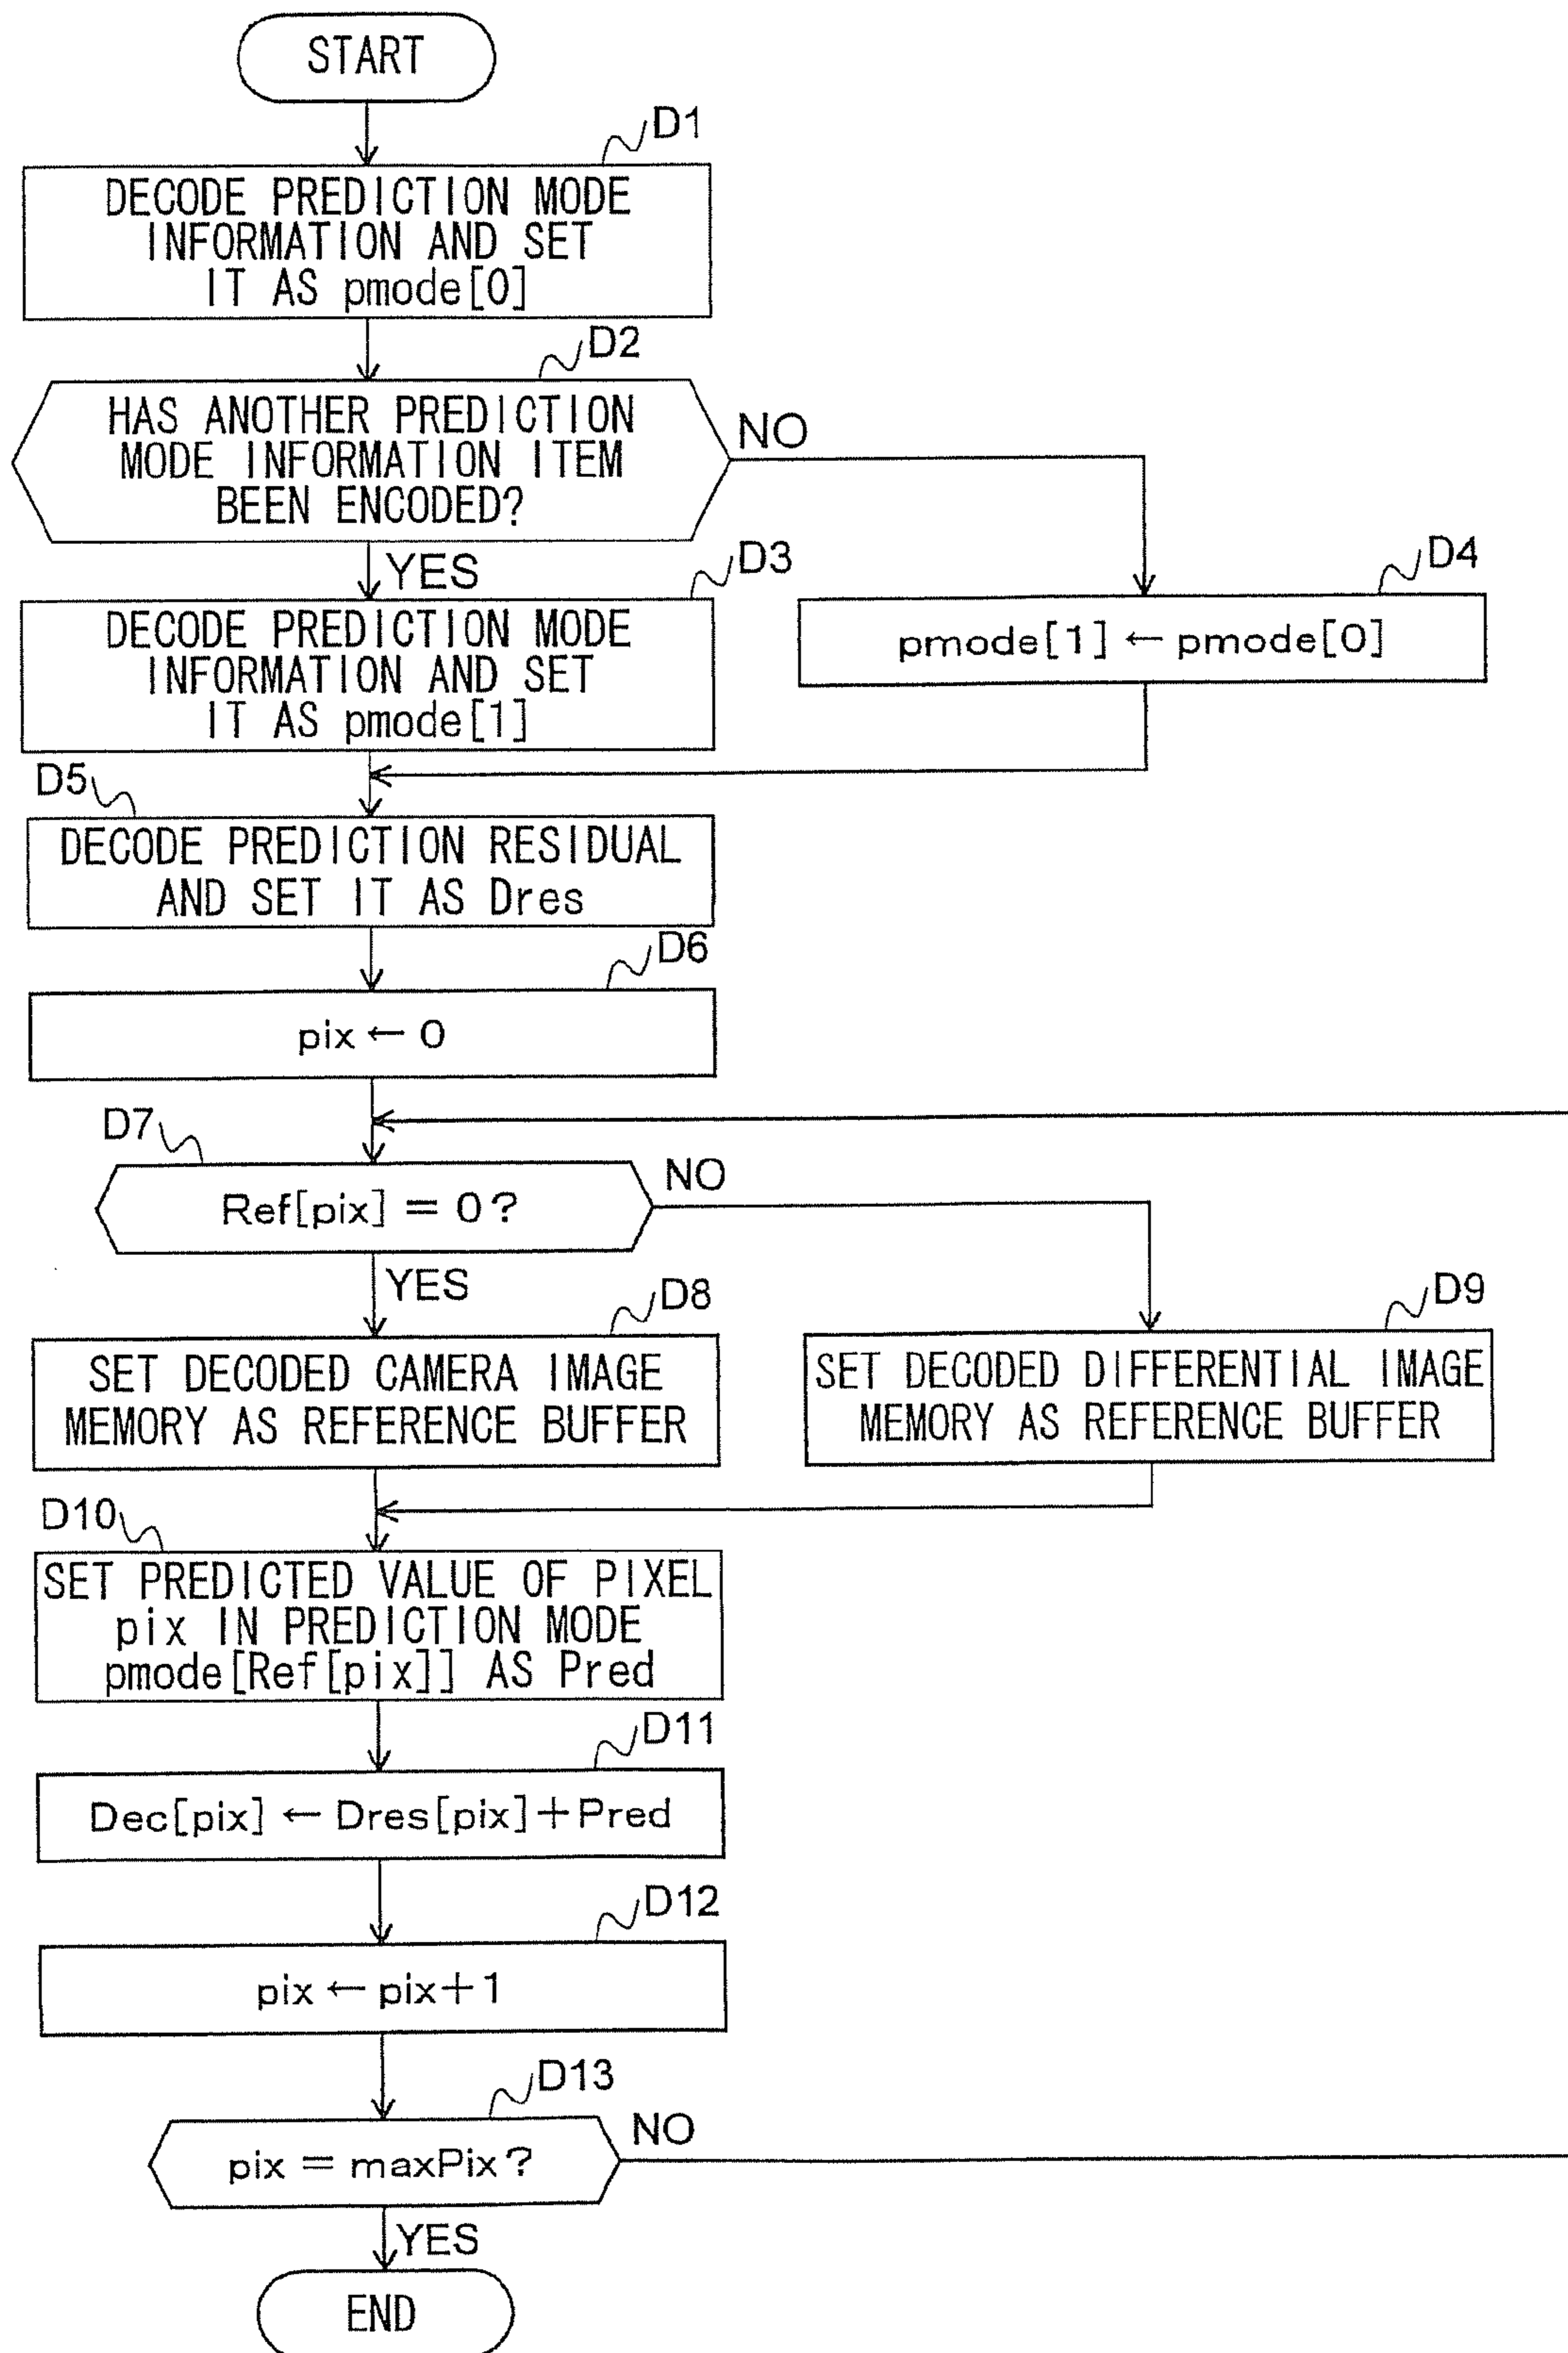 START
D1
DECODE PREDICTION MODE
INFORMATION AND SET
IT AS pmode[0]
D2
HAS ANOTHER PREDICTION
MODE INFORMATION ITEM
BEEN ENCODED?
NO
YES
D3
DECODE PREDICTION MODE
INFORMATION AND SET
IT AS pmode[1]
D4
pmode[1] ← pmode[0]
D5
DECODE PREDICTION RESIDUAL
AND SET IT AS Dres
D6
pix ← 0
D7
Ref[pix] = 0?
NO
YES
D8
SET DECODED CAMERA IMAGE
MEMORY AS REFERENCE BUFFER
D9
SET DECODED DIFFERENTIAL IMAGE
MEMORY AS REFERENCE BUFFER
D10
SET PREDICTED VALUE OF PIXEL
pix IN PREDICTION MODE
pmode[Ref[pix]] AS Pred
D11
Dec[pix] ← Dres[pix]+Pred
D12
pix ← pix+1
D13
pix = maxPix?
NO
YES
END